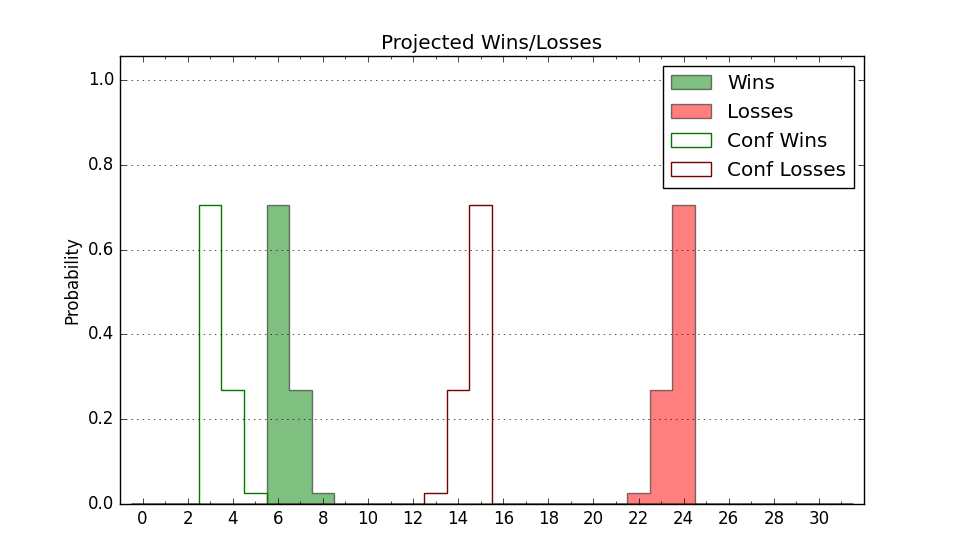 Projected Wins/Losses
Wins
Losses
Conf Wins
Conf Losses
Probability
1.0
0.8
0.6
0.4
0.2
0.0
0 2 4 6 8 10 12 14 16 18 20 22 24 26 28 30